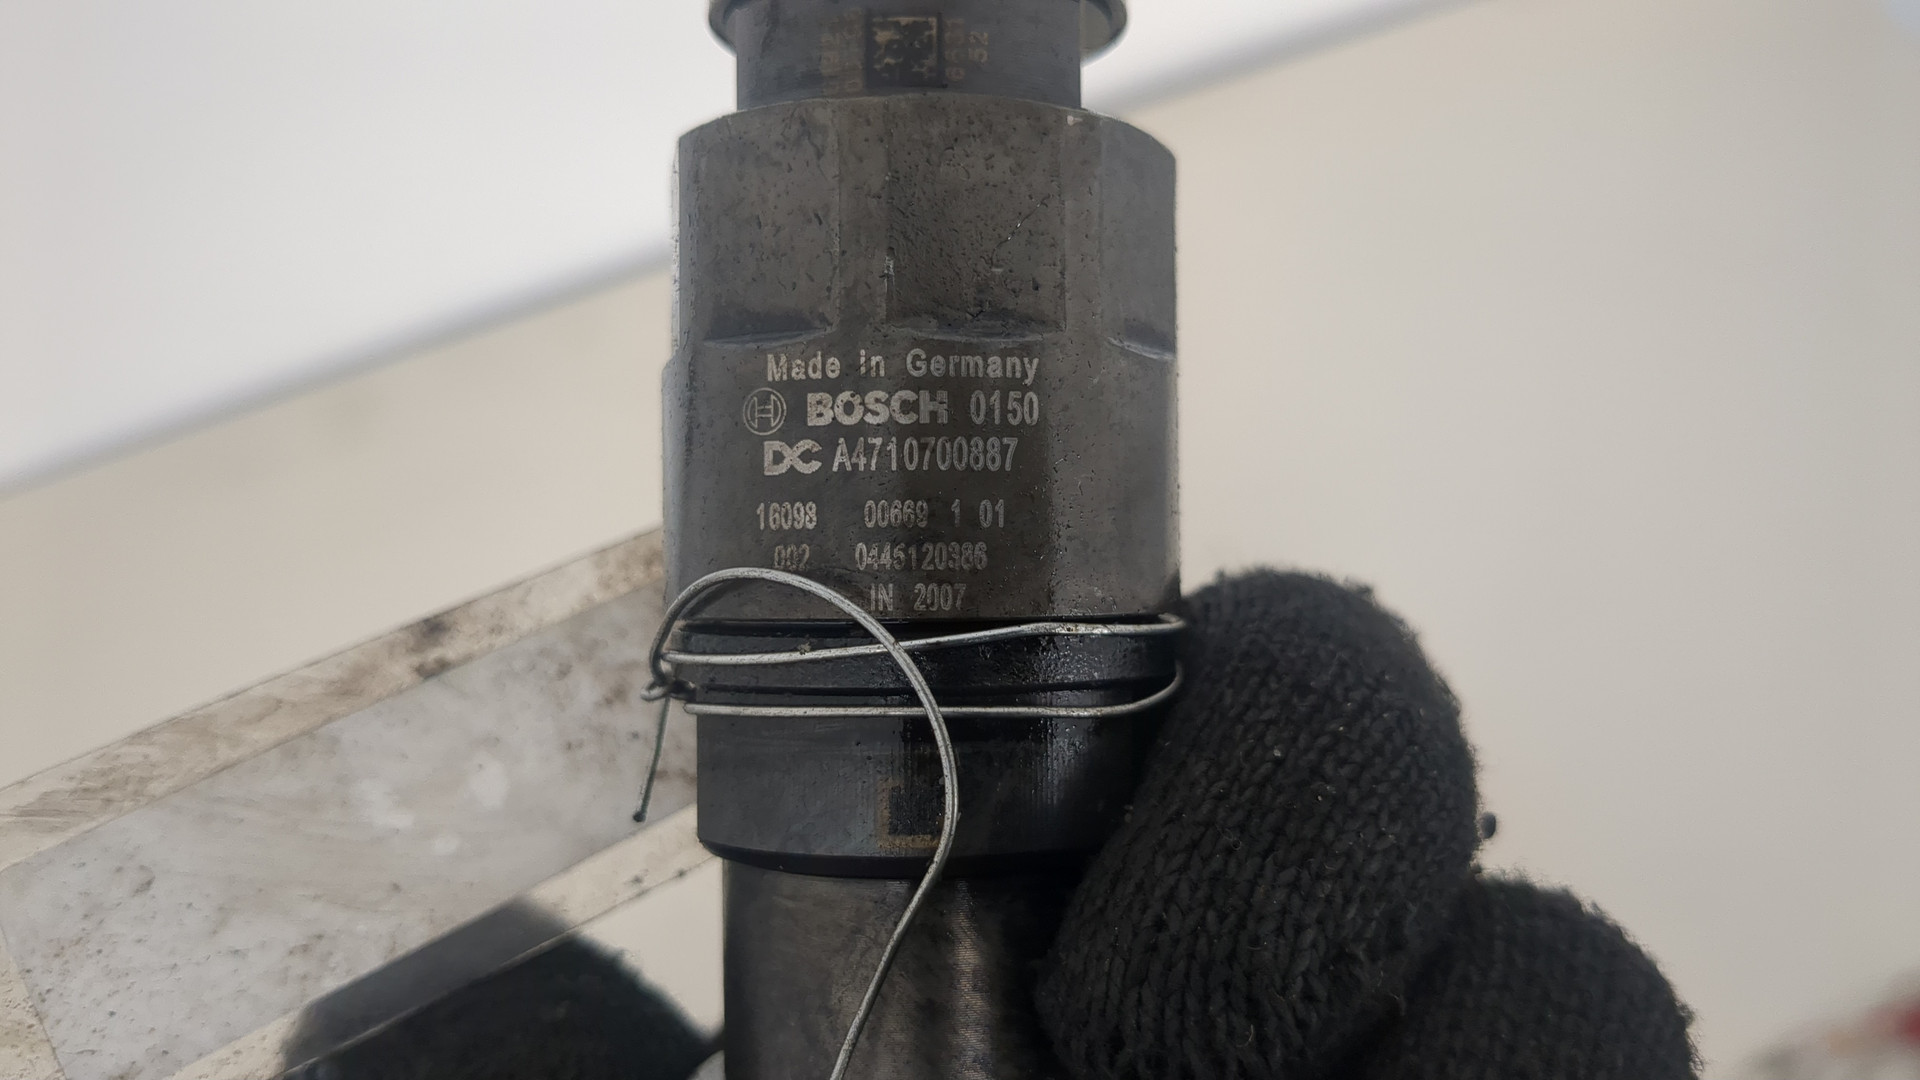 Made in Germany
BOSCH 0150
DC A4710700887
16098 00669 1 01
002 0445120386
IN 2007